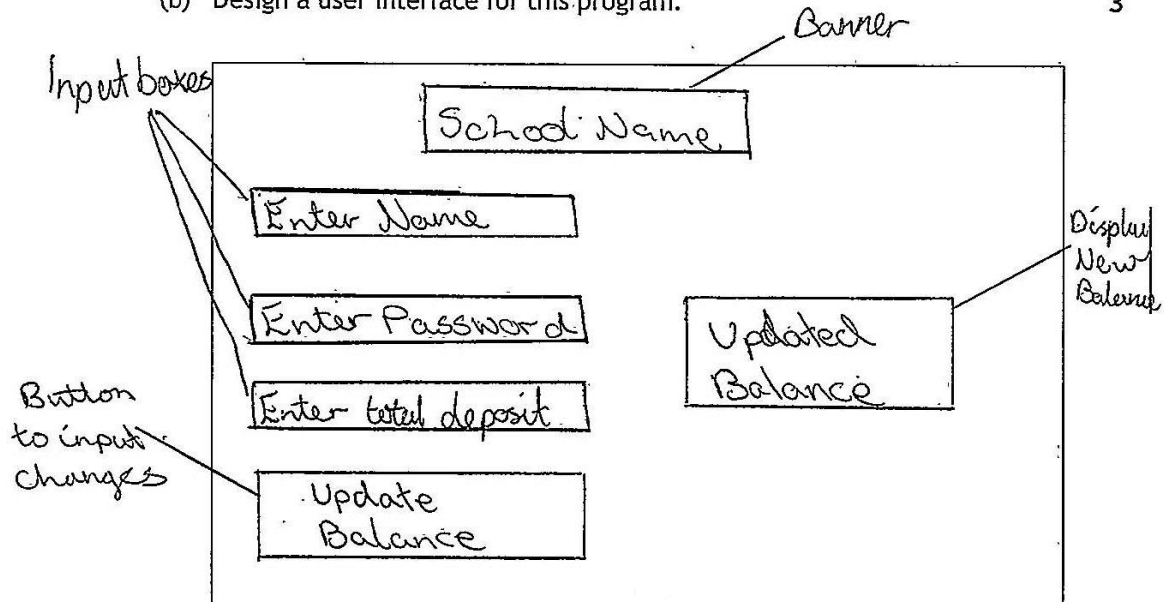 (b) Design a user interface for this program.
3
Banner
Input boxes
School Name
Enter Name
Display
New
Balance
Enter Password
Updated
Balance
Enter total deposit
Button
to input
changes
Update
Balance